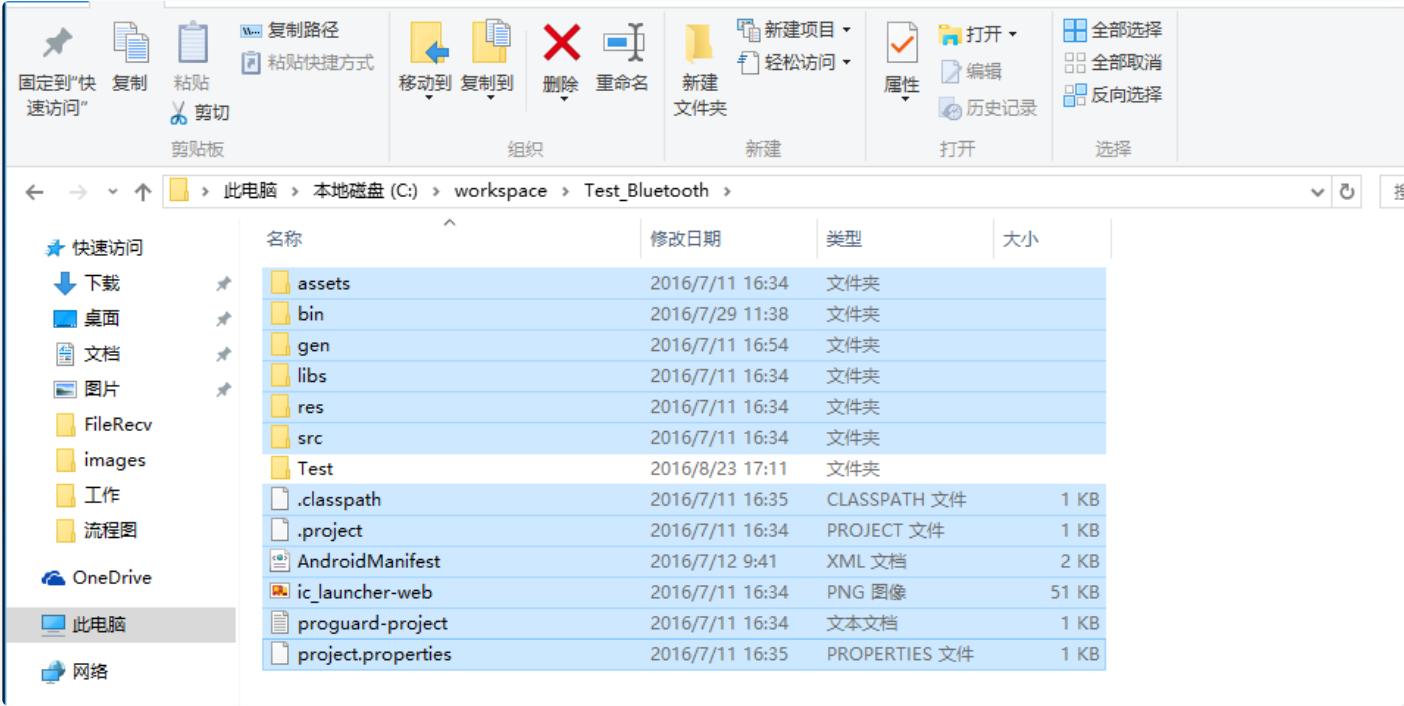 固定到"快
速访问"
复制
粘贴
复制路径
粘贴快捷方式
剪切
剪贴板
移动到
复制到
删除
重命名
组织
新建
文件夹
新建项目
轻松访问
新建
属性
打开
编辑
历史记录
打开
全部选择
全部取消
反向选择
选择
此电脑 > 本地磁盘 (C:) > workspace > Test_Bluetooth >
快速访问
下载
桌面
文档
图片
FileRecv
images
工作
流程图
OneDrive
此电脑
网络
名称 修改日期 类型 大小
assets 2016/7/11 16:34 文件夹
bin 2016/7/29 11:38 文件夹
gen 2016/7/11 16:54 文件夹
libs 2016/7/11 16:34 文件夹
res 2016/7/11 16:34 文件夹
src 2016/7/11 16:34 文件夹
Test 2016/8/23 17:11 文件夹
.classpath 2016/7/11 16:35 CLASSPATH 文件 1 KB
.project 2016/7/11 16:34 PROJECT 文件 1 KB
AndroidManifest 2016/7/12 9:41 XML 文档 2 KB
ic_launcher-web 2016/7/11 16:34 PNG 图像 51 KB
proguard-project 2016/7/11 16:34 文本文档 1 KB
project.properties 2016/7/11 16:35 PROPERTIES 文件 1 KB